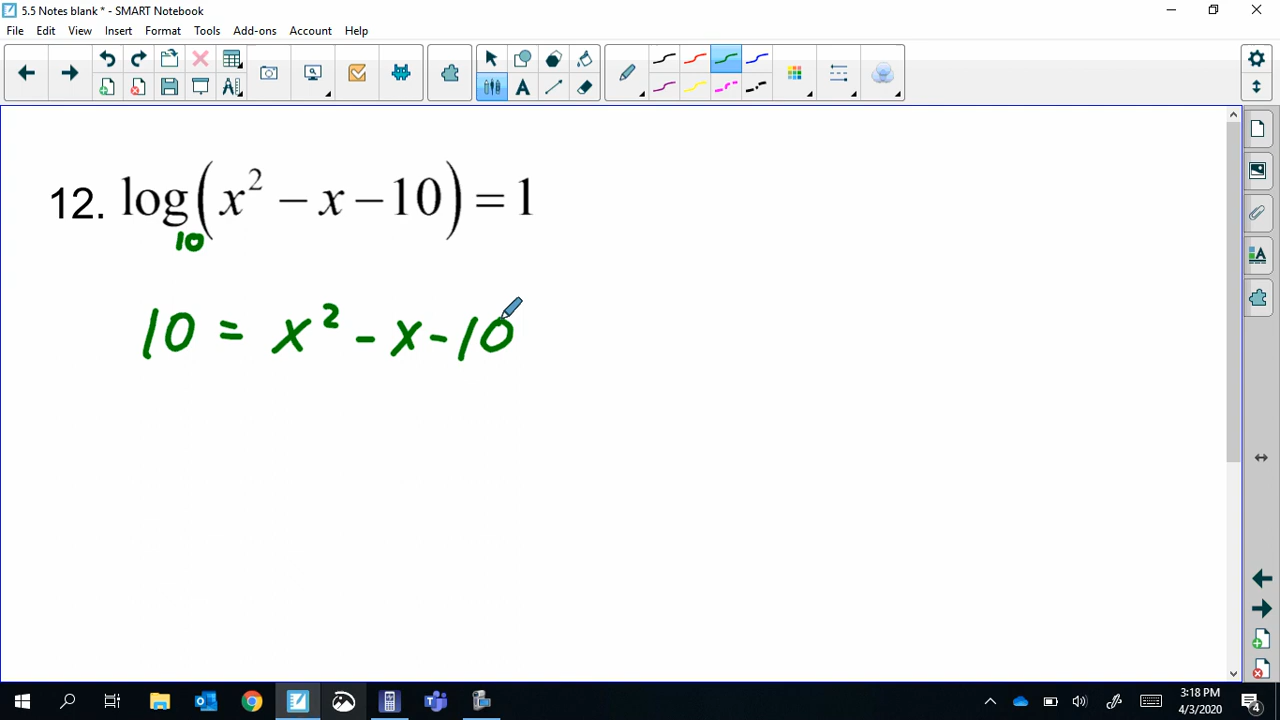 5.5 Notes blank * - SMART Notebook
File Edit View Insert Format Tools Add-ons Account Help
12. log(x² − x − 10) = 1
10
10 = x² - x - 10
3:18 PM
4/3/2020
4